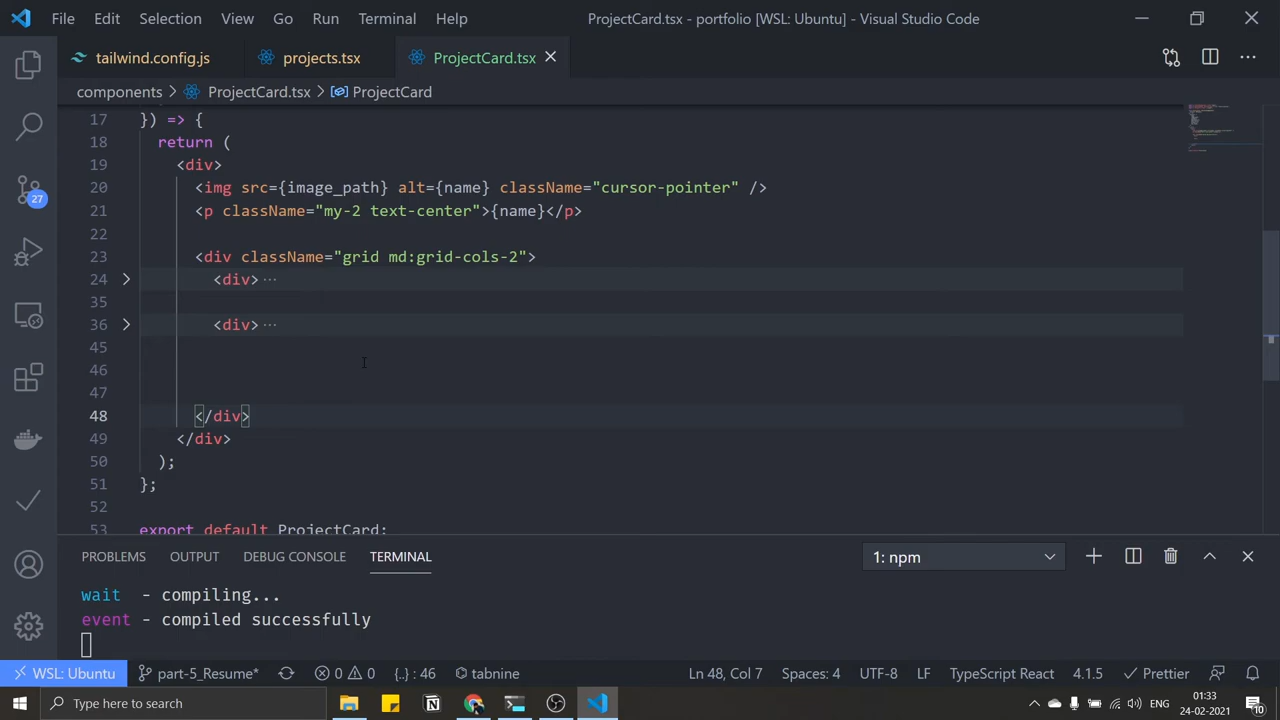 File Edit Selection View Go Run Terminal Help ProjectCard.tsx - portfolio [WSL: Ubuntu] - Visual Studio Code
tailwind.config.js projects.tsx ProjectCard.tsx
components > ProjectCard.tsx > ProjectCard
17 }) => {
18 return (
19 <div>
20 <img src={image_path} alt={name} className="cursor-pointer" />
21 <p className="my-2 text-center">{name}</p>
22
23 <div className="grid md:grid-cols-2">
24 <div>···
35
36 <div>···
45
46
47
48 </div>
49 </div>
50 );
51 };
52
53 export default ProjectCard;
27
PROBLEMS OUTPUT DEBUG CONSOLE TERMINAL 1: npm
wait - compiling...
event - compiled successfully
WSL: Ubuntu part-5_Resume* 0 0 {..} : 46 tabnine Ln 48, Col 7 Spaces: 4 UTF-8 LF TypeScript React 4.1.5 Prettier
Type here to search ENG 01:33 24-02-2021 10